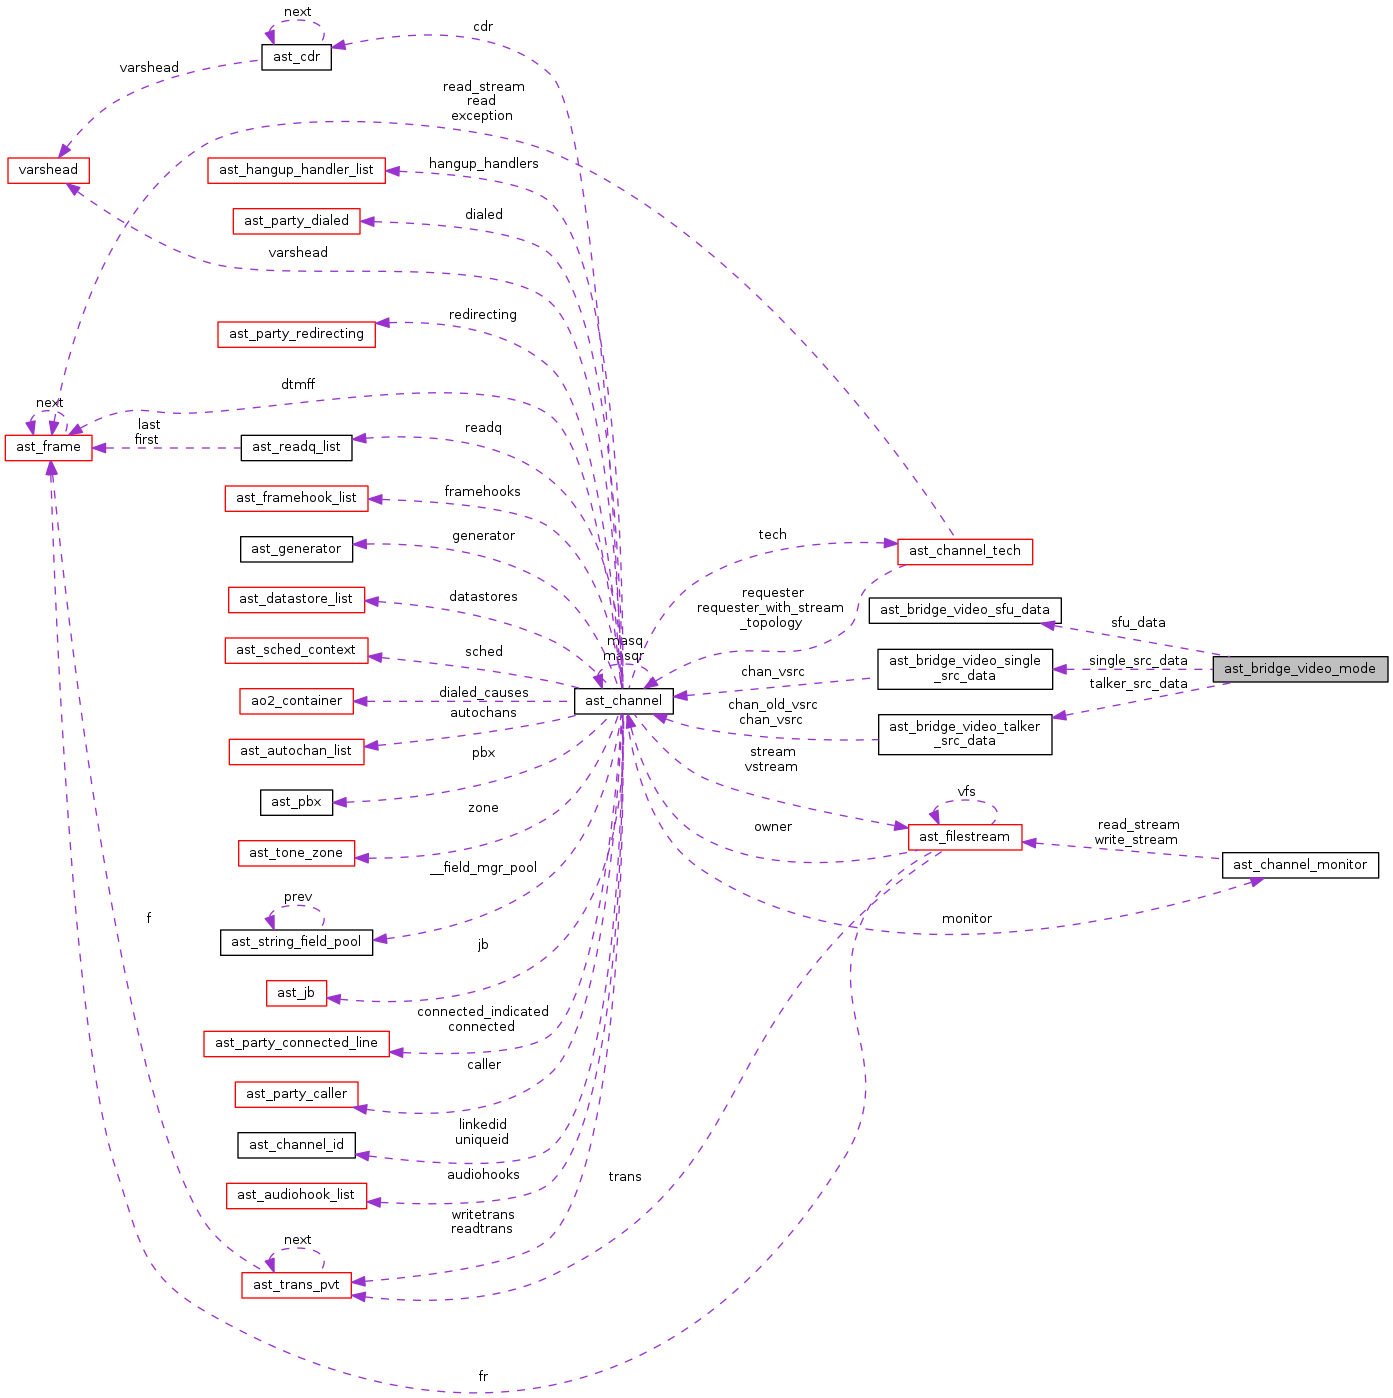 next
cdr
ast_cdr
varshead
read_stream
read
exception
varshead
ast_hangup_handler_list
hangup_handlers
ast_party_dialed
dialed
varshead
redirecting
ast_party_redirecting
dtmff
next
last
first
ast_frame
ast_readq_list
readq
ast_framehook_list
framehooks
ast_generator
generator
tech
ast_channel_tech
ast_datastore_list
datastores
requester
requester_with_stream
_topology
ast_bridge_video_sfu_data
sfu_data
ast_sched_context
sched
masq
masqr
ast_bridge_video_single
_src_data
single_src_data
ast_bridge_video_mode
chan_vsrc
talker_src_data
ao2_container
dialed_causes
ast_channel
chan_old_vsrc
chan_vsrc
autochans
ast_autochan_list
ast_bridge_video_talker
_src_data
pbx
stream
vstream
ast_pbx
vfs
zone
owner
ast_filestream
read_stream
write_stream
ast_tone_zone
ast_channel_monitor
__field_mgr_pool
prev
f
monitor
ast_string_field_pool
jb
ast_jb
connected_indicated
connected
ast_party_connected_line
caller
ast_party_caller
linkedid
uniqueid
ast_channel_id
audiohooks
trans
ast_audiohook_list
writetrans
readtrans
next
ast_trans_pvt
fr